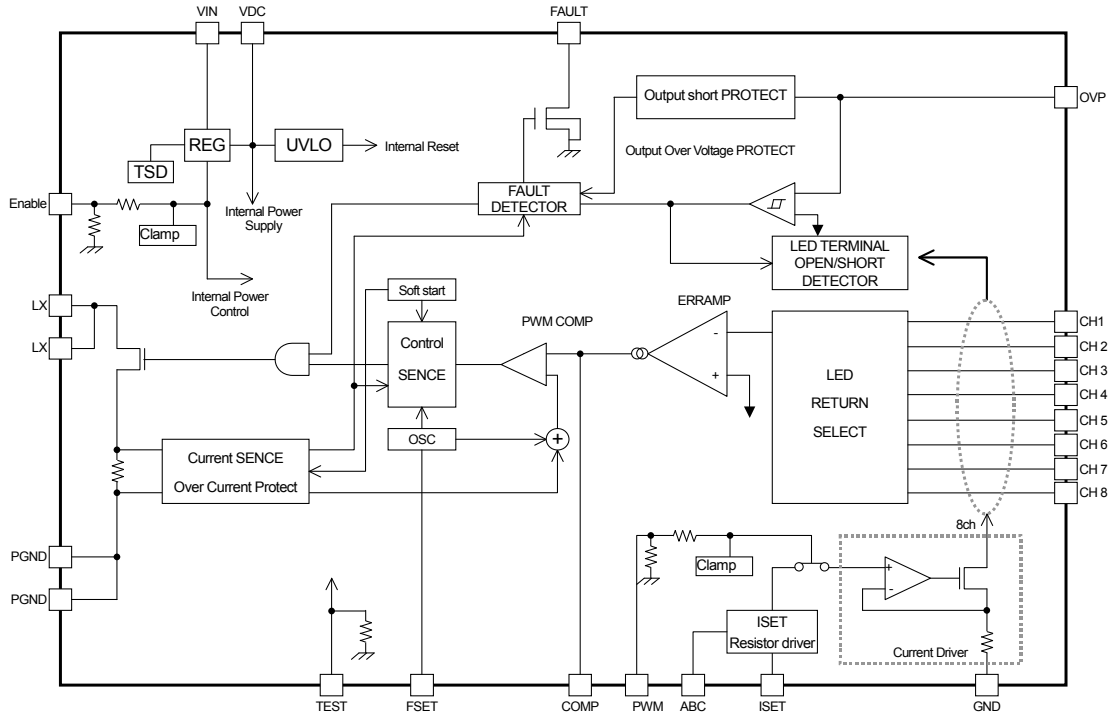 VIN
VDC
FAULT
Output short PROTECT
OVP
REG
UVLO
Internal Reset
Output Over Voltage PROTECT
TSD
FAULT
DETECTOR
Enable
Internal Power
Supply
Clamp
LED TERMINAL
OPEN/SHORT
DETECTOR
Internal Power
Control
Soft start
LX
ERRAMP
PWM COMP
CH1
LX
Control
SENCE
-
+
LED
RETURN
SELECT
CH 2
CH 3
CH 4
CH 5
CH 6
CH 7
CH 8
OSC
+
Current SENCE
Over Current Protect
8ch
PGND
PGND
Clamp
+
-
ISET
Resistor driver
Current Driver
TEST
FSET
COMP
PWM
ABC
ISET
GND